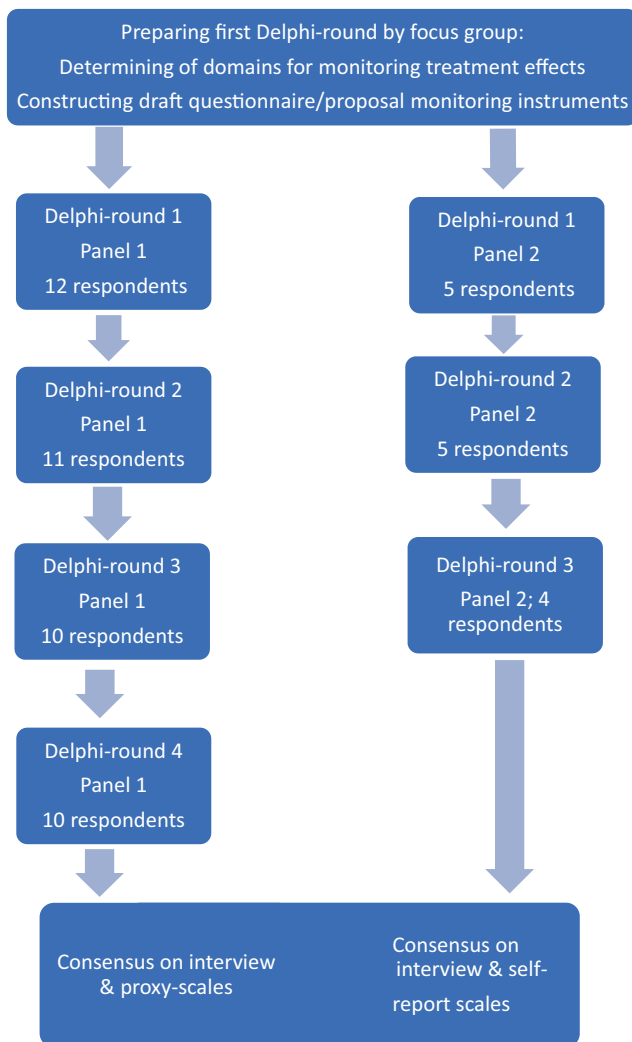 Preparing first Delphi-round by focus group:
Determining of domains for monitoring treatment effects
Constructing draft questionnaire/proposal monitoring instruments
Delphi-round 1
Panel 1
12 respondents
Delphi-round 2
Panel 1
11 respondents
Delphi-round 3
Panel 1
10 respondents
Delphi-round 4
Panel 1
10 respondents
Delphi-round 1
Panel 2
5 respondents
Delphi-round 2
Panel 2
5 respondents
Delphi-round 3
Panel 2; 4
respondents
Consensus on interview
& proxy-scales
Consensus on
interview & self-
report scales